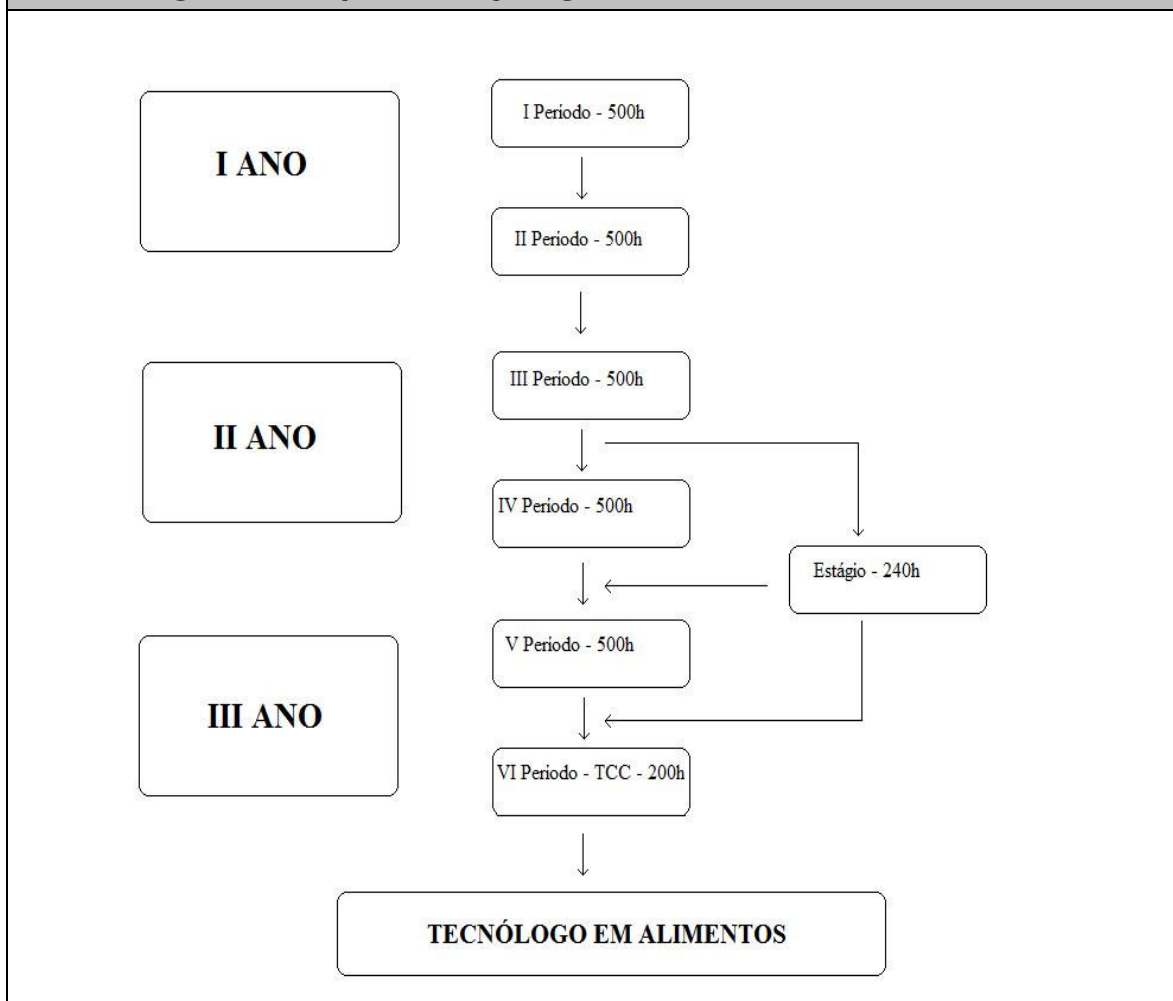 I ANO
I Período - 500h
II Período - 500h
II ANO
III Período - 500h
IV Período - 500h
Estágio - 240h
III ANO
V Período - 500h
VI Período - TCC - 200h
TECNÓLOGO EM ALIMENTOS